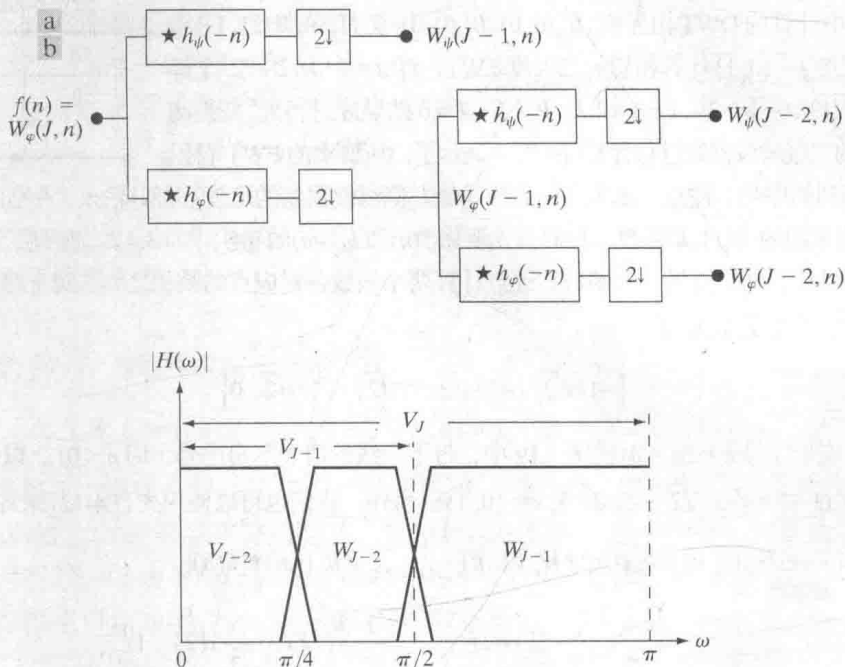 a
b
★ h_ψ(−n)
2↓
W_ψ(J − 1, n)
f(n) =
W_φ(J, n)
★ h_φ(−n)
2↓
W_φ(J − 1, n)
★ h_ψ(−n)
2↓
W_ψ(J − 2, n)
★ h_φ(−n)
2↓
W_φ(J − 2, n)
|H(ω)|
V_J
V_{J−1}
V_{J−2}
W_{J−2}
W_{J−1}
0
π/4
π/2
π
ω